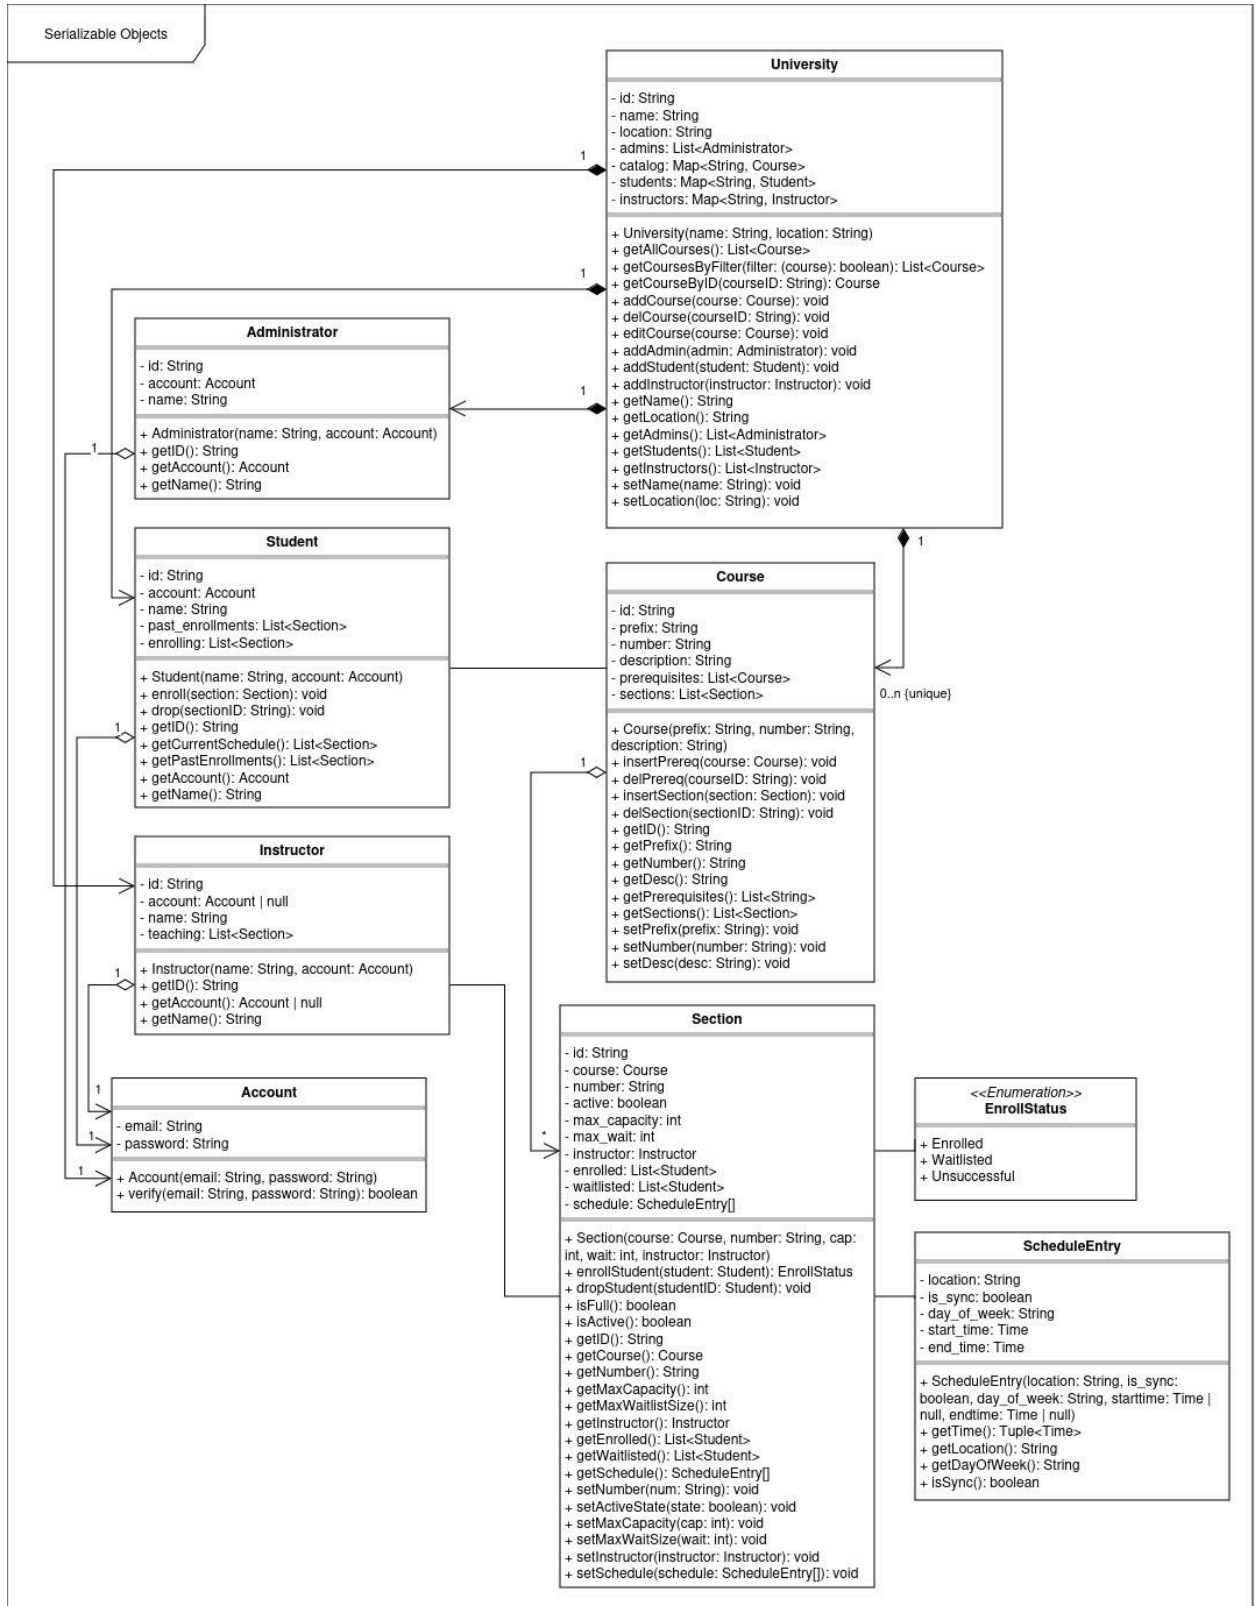 Serializable Objects
University
- id: String
- name: String
- location: String
- admins: List<Administrator>
- catalog: Map<String, Course>
- students: Map<String, Student>
- instructors: Map<String, Instructor>
+ University(name: String, location: String)
+ getAllCourses(): List<Course>
+ getCoursesByFilter(filter: (course): boolean): List<Course>
+ getCourseByID(courseID: String): Course
+ addCourse(course: Course): void
+ delCourse(courseID: String): void
+ editCourse(course: Course): void
+ addAdmin(admin: Administrator): void
+ addStudent(student: Student): void
+ addInstructor(instructor: Instructor): void
+ getName(): String
+ getLocation(): String
+ getAdmins(): List<Administrator>
+ getStudents(): List<Student>
+ getInstructors(): List<Instructor>
+ setName(name: String): void
+ setLocation(loc: String): void
1
1
1
1
0..n {unique}
Administrator
- id: String
- account: Account
- name: String
+ Administrator(name: String, account: Account)
+ getID(): String
+ getAccount(): Account
+ getName(): String
1
Student
- id: String
- account: Account
- name: String
- past_enrollments: List<Section>
- enrolling: List<Section>
+ Student(name: String, account: Account)
+ enroll(section: Section): void
+ drop(sectionID: String): void
+ getID(): String
+ getCurrentSchedule(): List<Section>
+ getPastEnrollments(): List<Section>
+ getAccount(): Account
+ getName(): String
1
Course
- id: String
- prefix: String
- number: String
- description: String
- prerequisites: List<Course>
- sections: List<Section>
+ Course(prefix: String, number: String,
description: String)
+ insertPrereq(course: Course): void
+ delPrereq(courseID: String): void
+ insertSection(section: Section): void
+ delSection(sectionID: String): void
+ getID(): String
+ getPrefix(): String
+ getNumber(): String
+ getDesc(): String
+ getPrerequisites(): List<String>
+ getSections(): List<Section>
+ setPrefix(prefix: String): void
+ setNumber(number: String): void
+ setDesc(desc: String): void
1
*
Instructor
- id: String
- account: Account | null
- name: String
- teaching: List<Section>
+ Instructor(name: String, account: Account)
+ getID(): String
+ getAccount(): Account | null
+ getName(): String
1
Account
- email: String
- password: String
+ Account(email: String, password: String)
+ verify(email: String, password: String): boolean
1
1
1
Section
- id: String
- course: Course
- number: String
- active: boolean
- max_capacity: int
- max_wait: int
- instructor: Instructor
- enrolled: List<Student>
- waitlisted: List<Student>
- schedule: ScheduleEntry[]
+ Section(course: Course, number: String, cap:
int, wait: int, instructor: Instructor)
+ enrollStudent(student: Student): EnrollStatus
+ dropStudent(studentID: Student): void
+ isFull(): boolean
+ isActive(): boolean
+ getID(): String
+ getCourse(): Course
+ getNumber(): String
+ getMaxCapacity(): int
+ getMaxWaitlistSize(): int
+ getInstructor(): Instructor
+ getEnrolled(): List<Student>
+ getWaitlisted(): List<Student>
+ getSchedule(): ScheduleEntry[]
+ setNumber(num: String): void
+ setActiveState(state: boolean): void
+ setMaxCapacity(cap: int): void
+ setMaxWaitSize(wait: int): void
+ setInstructor(instructor: Instructor): void
+ setSchedule(schedule: ScheduleEntry[]): void
<<Enumeration>>
EnrollStatus
+ Enrolled
+ Waitlisted
+ Unsuccessful
ScheduleEntry
- location: String
- is_sync: boolean
- day_of_week: String
- start_time: Time
- end_time: Time
+ ScheduleEntry(location: String, is_sync:
boolean, day_of_week: String, starttime: Time |
null, endtime: Time | null)
+ getTime(): Tuple<Time>
+ getLocation(): String
+ getDayOfWeek(): String
+ isSync(): boolean